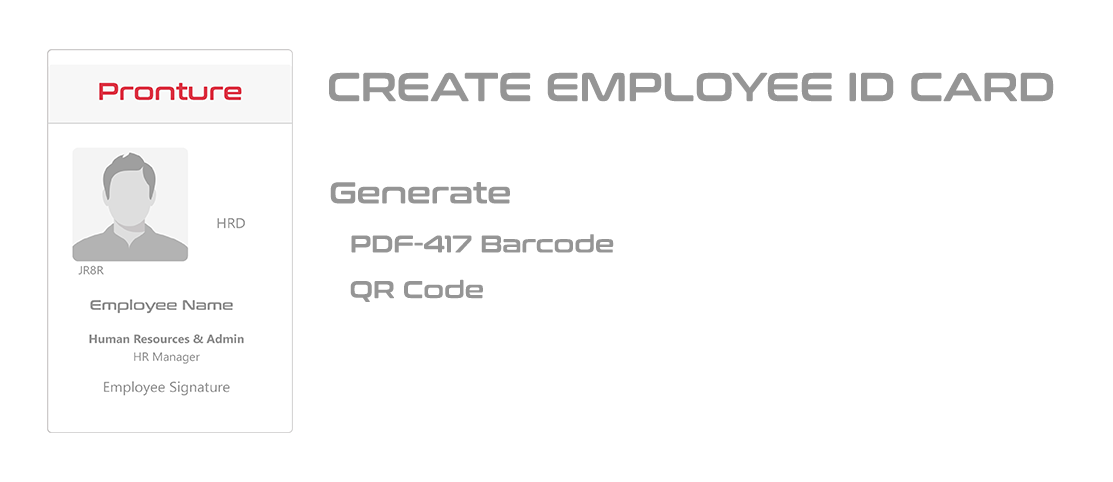 Pronture
HRD
JR8R
Employee Name
Human Resources & Admin
HR Manager
Employee Signature
CREATE EMPLOYEE ID CARD
Generate
PDF-417 Barcode
QR Code